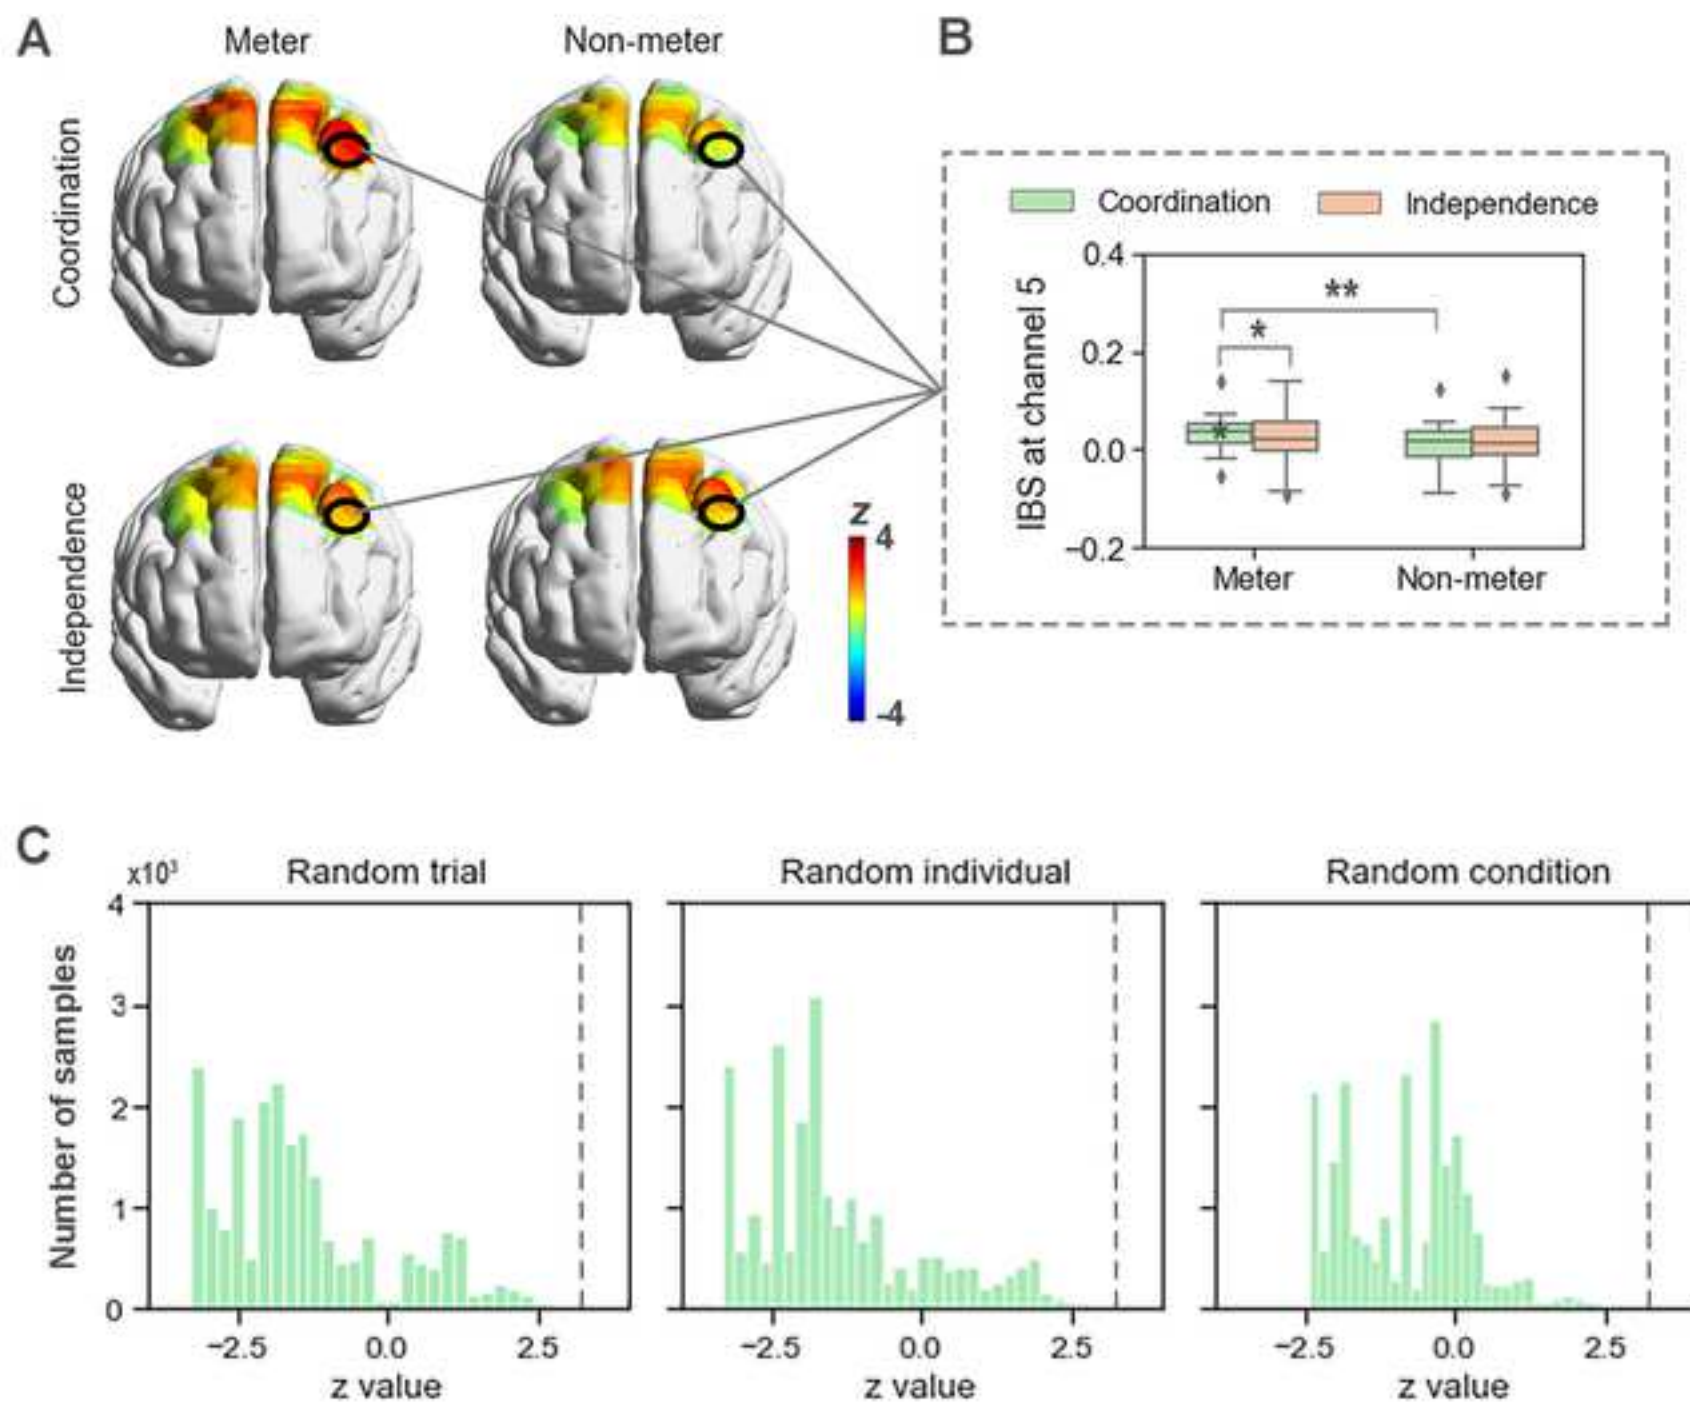 A
Meter
Non-meter
B
Coordination
Independence
z
4
-4
Coordination
Independence
IBS at channel 5
0.4
0.2
0.0
−0.2
**
*
*
Meter
Non-meter
C
x10³
Random trial
Random individual
Random condition
Number of samples
4
3
2
1
0
−2.5 0.0 2.5
−2.5 0.0 2.5
−2.5 0.0 2.5
z value
z value
z value